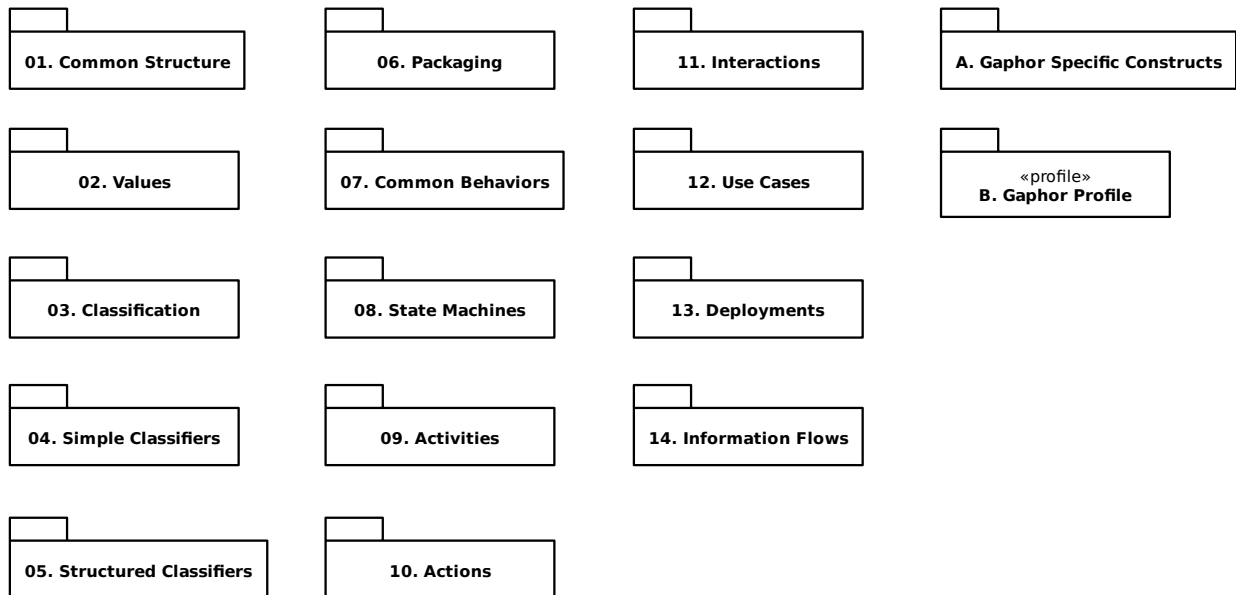 01. Common Structure
02. Values
03. Classification
04. Simple Classifiers
05. Structured Classifiers
06. Packaging
07. Common Behaviors
08. State Machines
09. Activities
10. Actions
11. Interactions
12. Use Cases
13. Deployments
14. Information Flows
A. Gaphor Specific Constructs
«profile»
B. Gaphor Profile